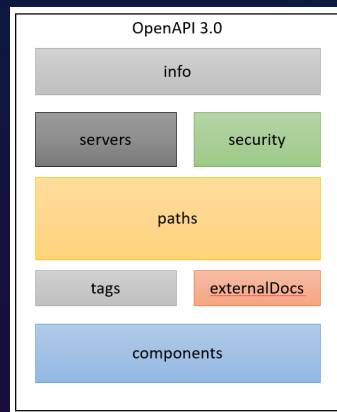 OpenAPI 3.0
info
servers
security
paths
tags
externalDocs
components